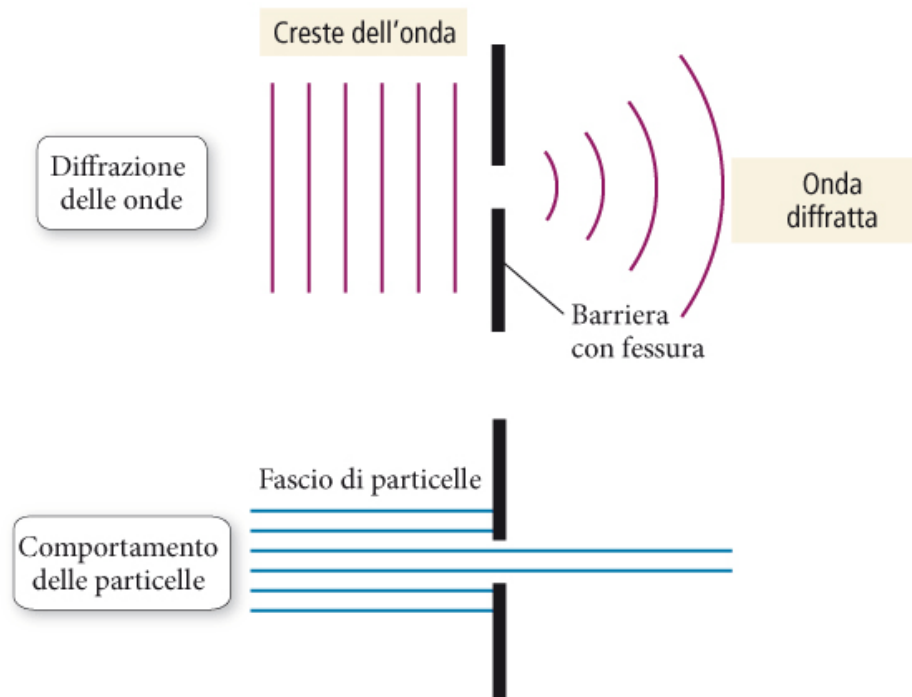 Creste dell'onda
Diffrazione
delle onde
Onda
diffratta
Barriera
con fessura
Fascio di particelle
Comportamento
delle particelle